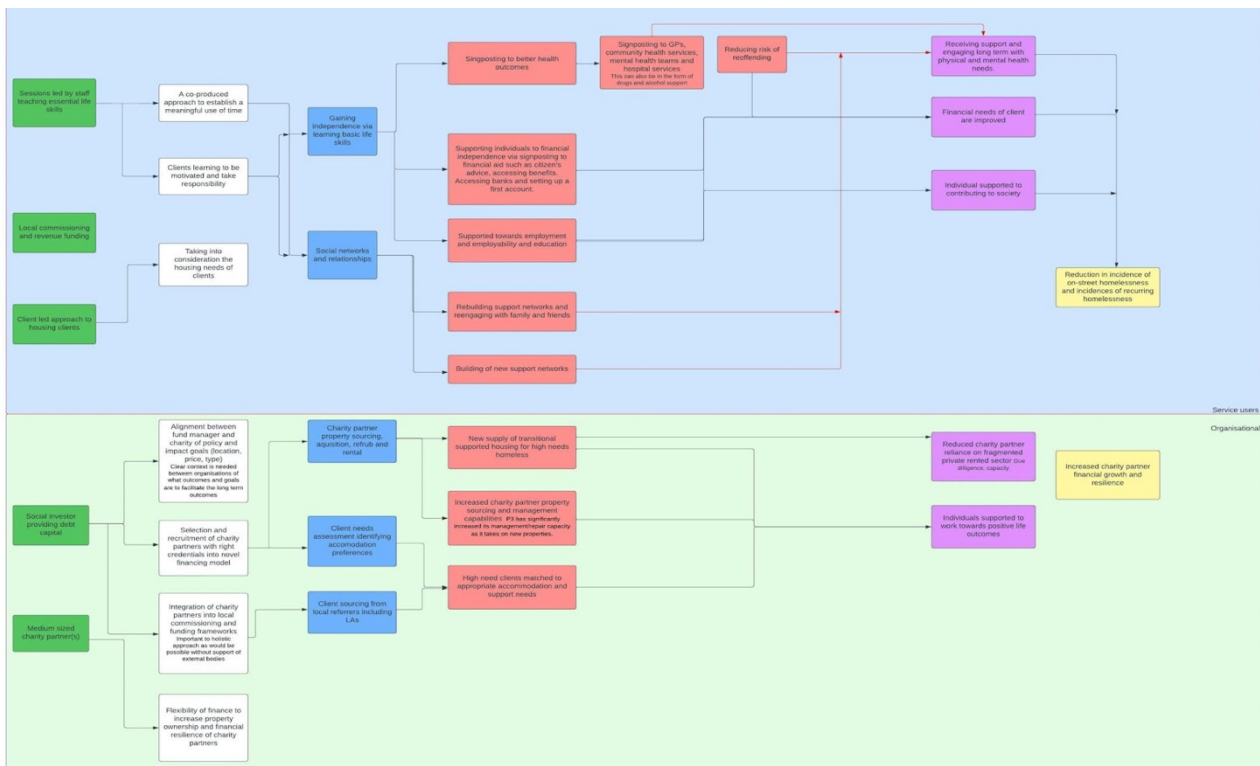 Sessions led by staff
teaching essential life
skills
Local commissioning
and revenue funding
Client led approach to
housing clients
A co-produced
approach to establish a
meaningful use of time
Clients learning to be
motivated and take
responsibility
Taking into
consideration the
housing needs of
clients
Gaining
independence via
learning basic life
skills
Social networks
and relationships
Singposting to better health
outcomes
Supporting individuals to financial
independence via signposting to
financial aid such as citizen's
advice, accessing benefits.
Accessing banks and setting up a
first account.
Supported towards employment
and employability and education
Rebuilding support networks and
reengaging with family and friends
Building of new support networks
Signposting to GPs,
community health services,
mental health teams and
hospital services
This can also be in the form of
drugs and alcohol support
Reducing risk of
reoffending
Receiving support and
engaging long term with
physical and mental health
needs.
Financial needs of client
are improved
Individual supported to
contributing to society
Reduction in incidence of
on-street homelessness
and incidences of recurring
homelessness
Service users
Organisational
Social investor
providing debt
capital
Medium sized
charity partner(s)
Alignment between
fund manager and
charity of policy and
impact goals (location,
price, type)
Clear context is needed
between organisations of
what outcomes and goals
are to facilitate the long term
outcomes
Selection and
recruitment of charity
partners with right
credentials into novel
financing model
Integration of charity
partners into local
commissioning and
funding frameworks
Important to holistic
approach as would be
possible without support of
external bodies
Flexibility of finance to
increase property
ownership and financial
resilience of charity
partners
Charity partner
property sourcing,
aquisition, refrub and
rental
Client needs
assessment identifying
accomodation
preferences
Client sourcing from
local referrers including
LAs
New supply of transitional
supported housing for high needs
homeless
Increased charity partner property
sourcing and management
capabilities P3 has significantly
increased its management/repair capacity
as it takes on new properties.
High need clients matched to
appropriate accommodation and
support needs
Reduced charity partner
reliance on fragmented
private rented sector Due
diligence, capacity
Individuals supported to
work towards positive life
outcomes
Increased charity partner
financial growth and
resilience